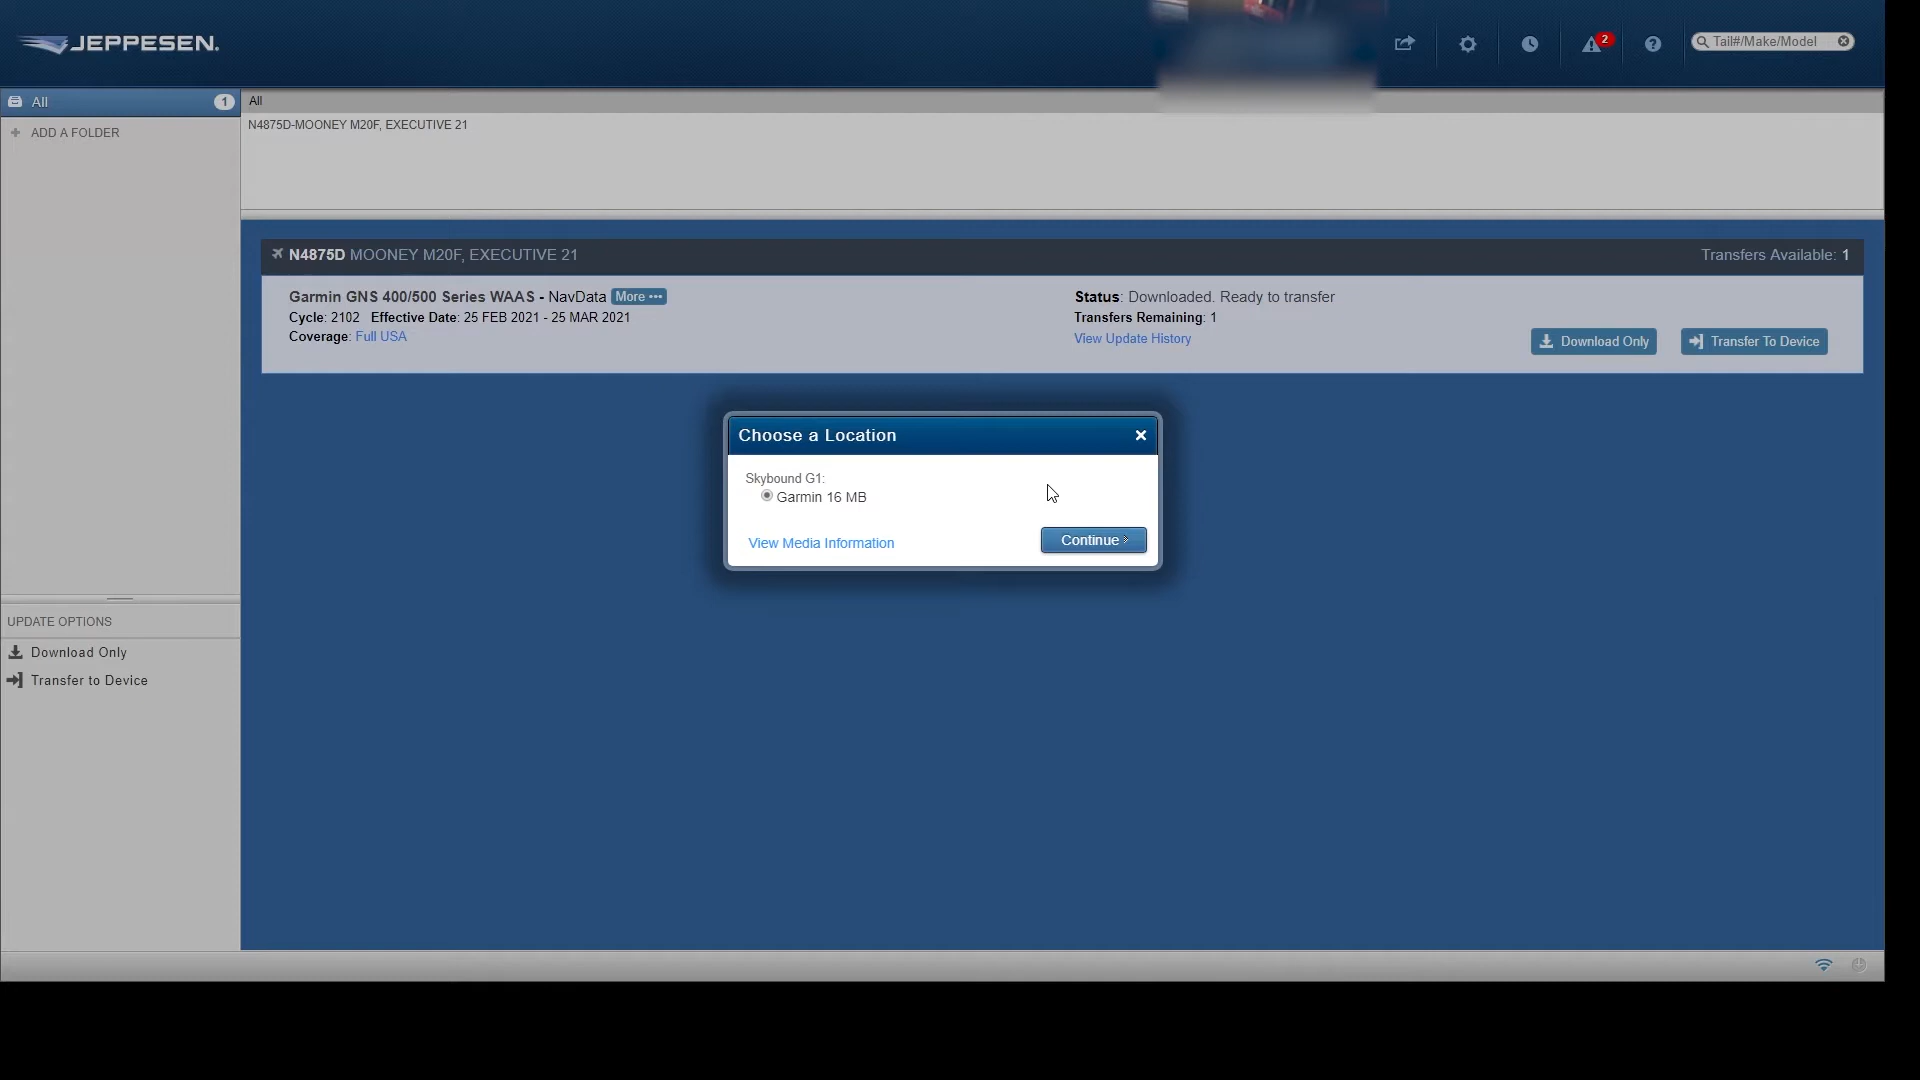 JEPPESEN.
2
Tail#/Make/Model
All
1
ADD A FOLDER
All
N4875D-MOONEY M20F, EXECUTIVE 21
N4875D MOONEY M20F, EXECUTIVE 21
Transfers Available: 1
Garmin GNS 400/500 Series WAAS - NavData More •••
Cycle: 2102 Effective Date: 25 FEB 2021 - 25 MAR 2021
Coverage: Full USA
Status: Downloaded. Ready to transfer
Transfers Remaining: 1
View Update History
Download Only
Transfer To Device
Choose a Location
Skybound G1:
Garmin 16 MB
View Media Information
Continue
UPDATE OPTIONS
Download Only
Transfer to Device